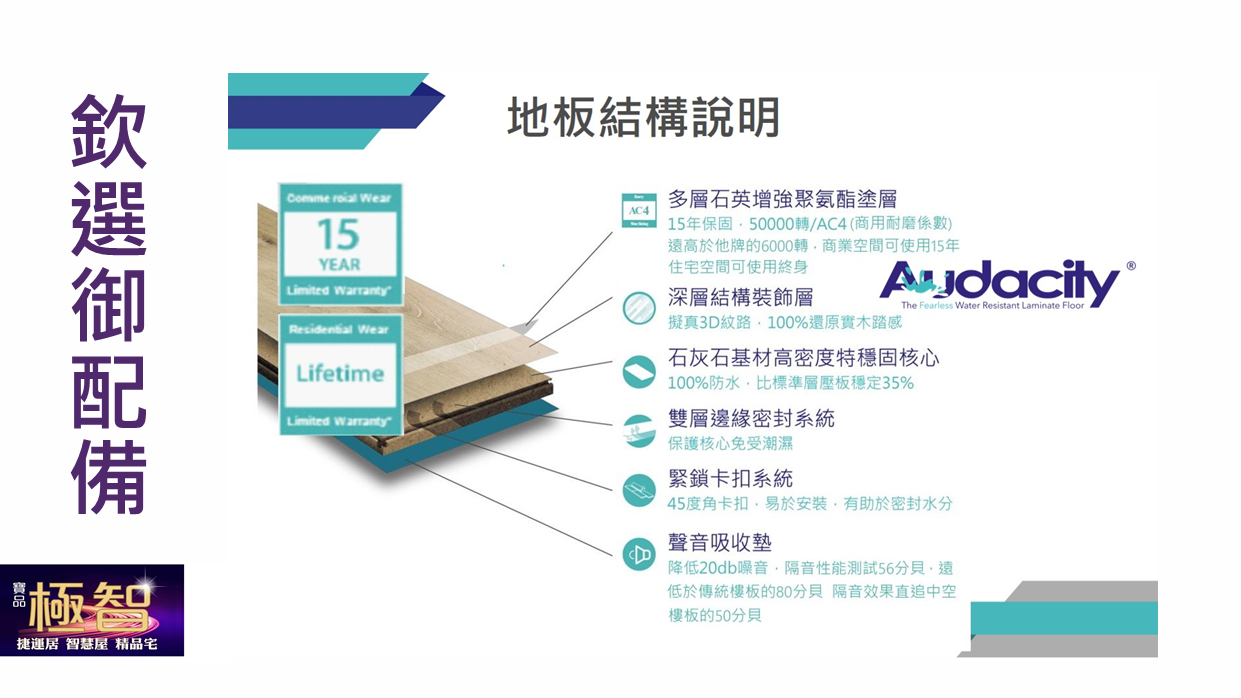 欽選御配備
地板結構說明
Commercial Wear
15
YEAR
Limited Warranty*
Residential Wear
Lifetime
Limited Warranty*
AC4
多層石英增強聚氨酯塗層
15年保固，50000轉/AC4 (商用耐磨係數)
遠高於他牌的6000轉，商業空間可使用15年
住宅空間可使用終身
Audacity®
The Fearless Water Resistant Laminate Floor
深層結構裝飾層
擬真3D紋路，100%還原實木踏感
石灰石基材高密度特穩固核心
100%防水，比標準層壓板穩定35%
雙層邊緣密封系統
保護核心免受潮濕
緊鎖卡扣系統
45度角卡扣，易於安裝，有助於密封水分
聲音吸收墊
降低20db噪音，隔音性能測試56分貝，遠
低於傳統樓板的80分貝 隔音效果直追中空
樓板的50分貝
寶品
極智
捷運居 智慧屋 精品宅